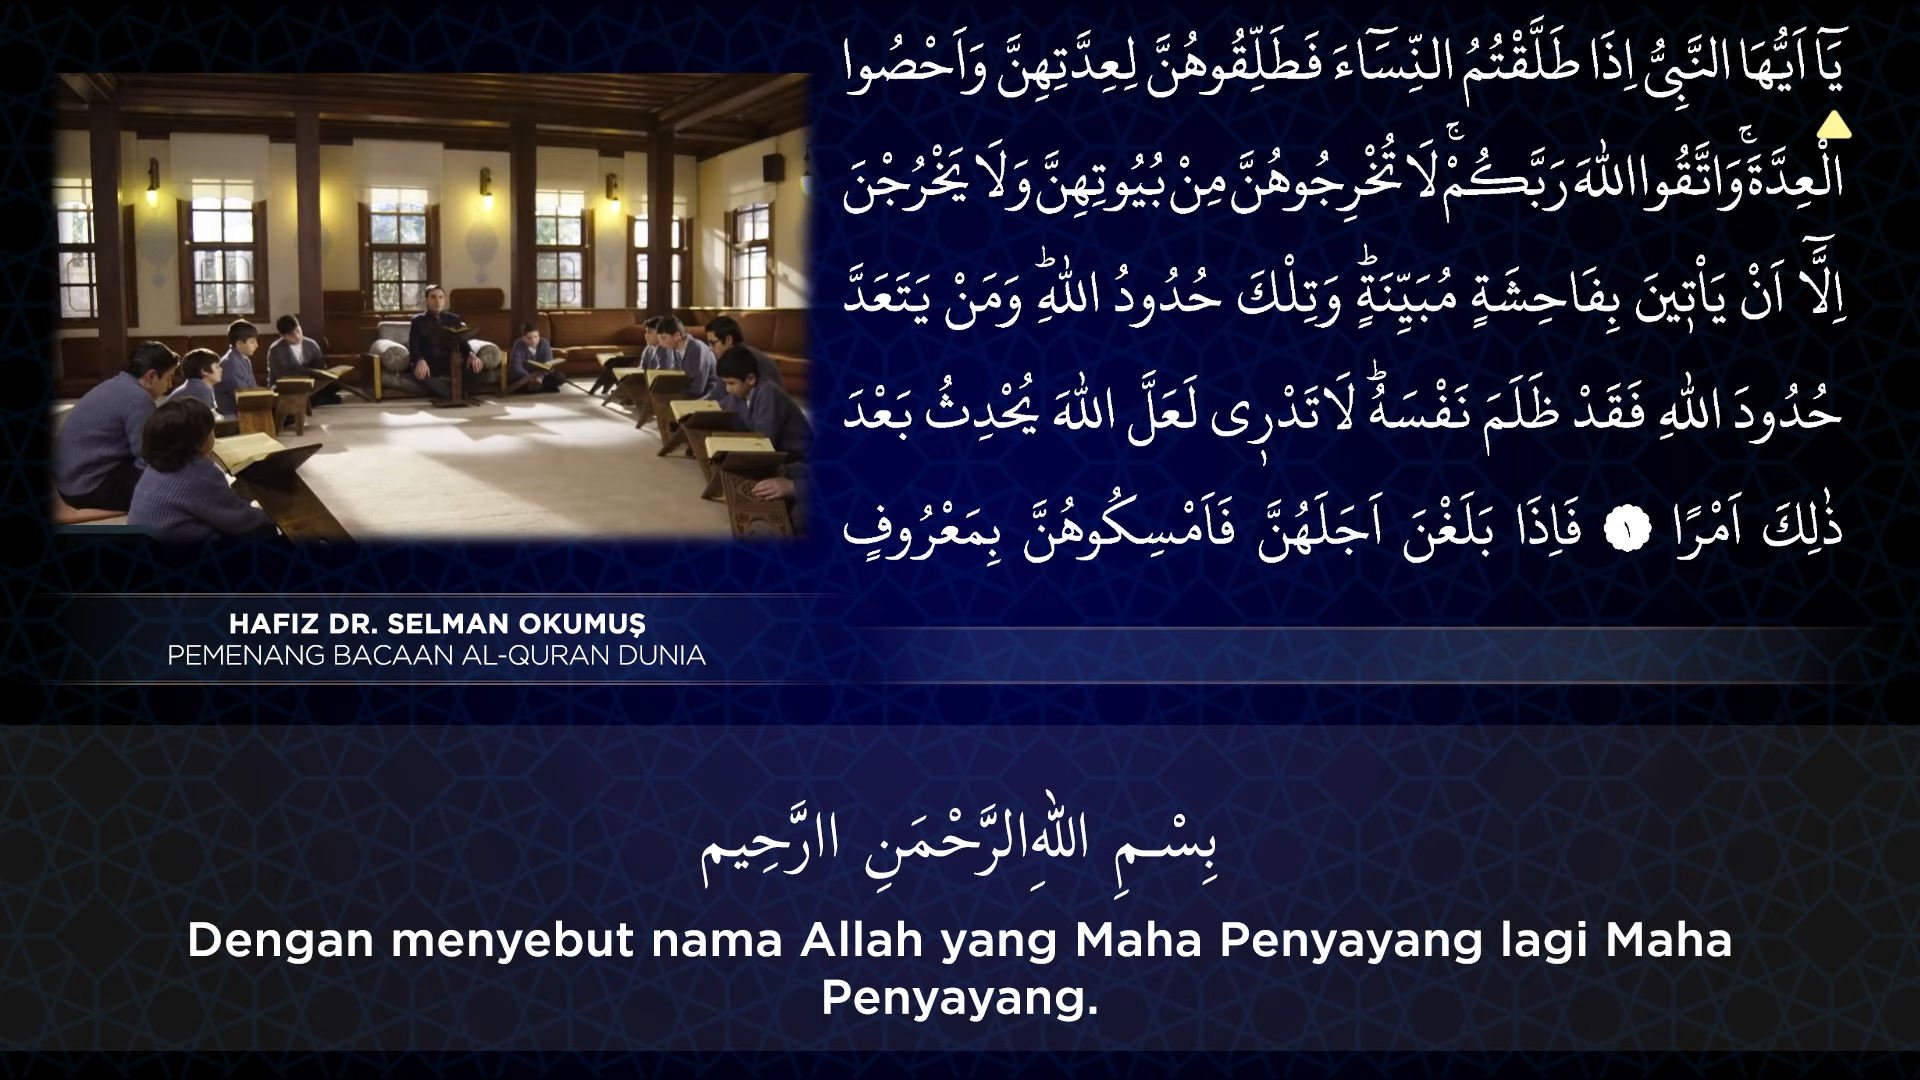 يَٓا اَيُّهَا النَّبِىُّ اِذَا طَلَّقْتُمُ النِّسَٓاءَ فَطَلِّقُوهُنَّ لِعِدَّتِهِنَّ وَاَحْصُوا
الْعِدَّةَۚ وَاتَّقُوا اللّٰهَ رَبَّكُمْۚ لَا تُخْرِجُوهُنَّ مِنْ بُيُوتِهِنَّ وَلَا يَخْرُجْنَ
اِلَّٓا اَنْ يَاْت۪ينَ بِفَاحِشَةٍ مُبَيِّنَةٍۜ وَتِلْكَ حُدُودُ اللّٰهِۜ وَمَنْ يَتَعَدَّ
حُدُودَ اللّٰهِ فَقَدْ ظَلَمَ نَفْسَهُۜ لَا تَدْر۪ى لَعَلَّ اللّٰهَ يُحْدِثُ بَعْدَ
ذٰلِكَ اَمْرًا ١ فَاِذَا بَلَغْنَ اَجَلَهُنَّ فَاَمْسِكُوهُنَّ بِمَعْرُوفٍ
HAFIZ DR. SELMAN OKUMUŞ
PEMENANG BACAAN AL-QURAN DUNIA
بِسْـمِ اللّٰهِ الرَّحْمَنِ اارَّحِيم
Dengan menyebut nama Allah yang Maha Penyayang lagi Maha
Penyayang.